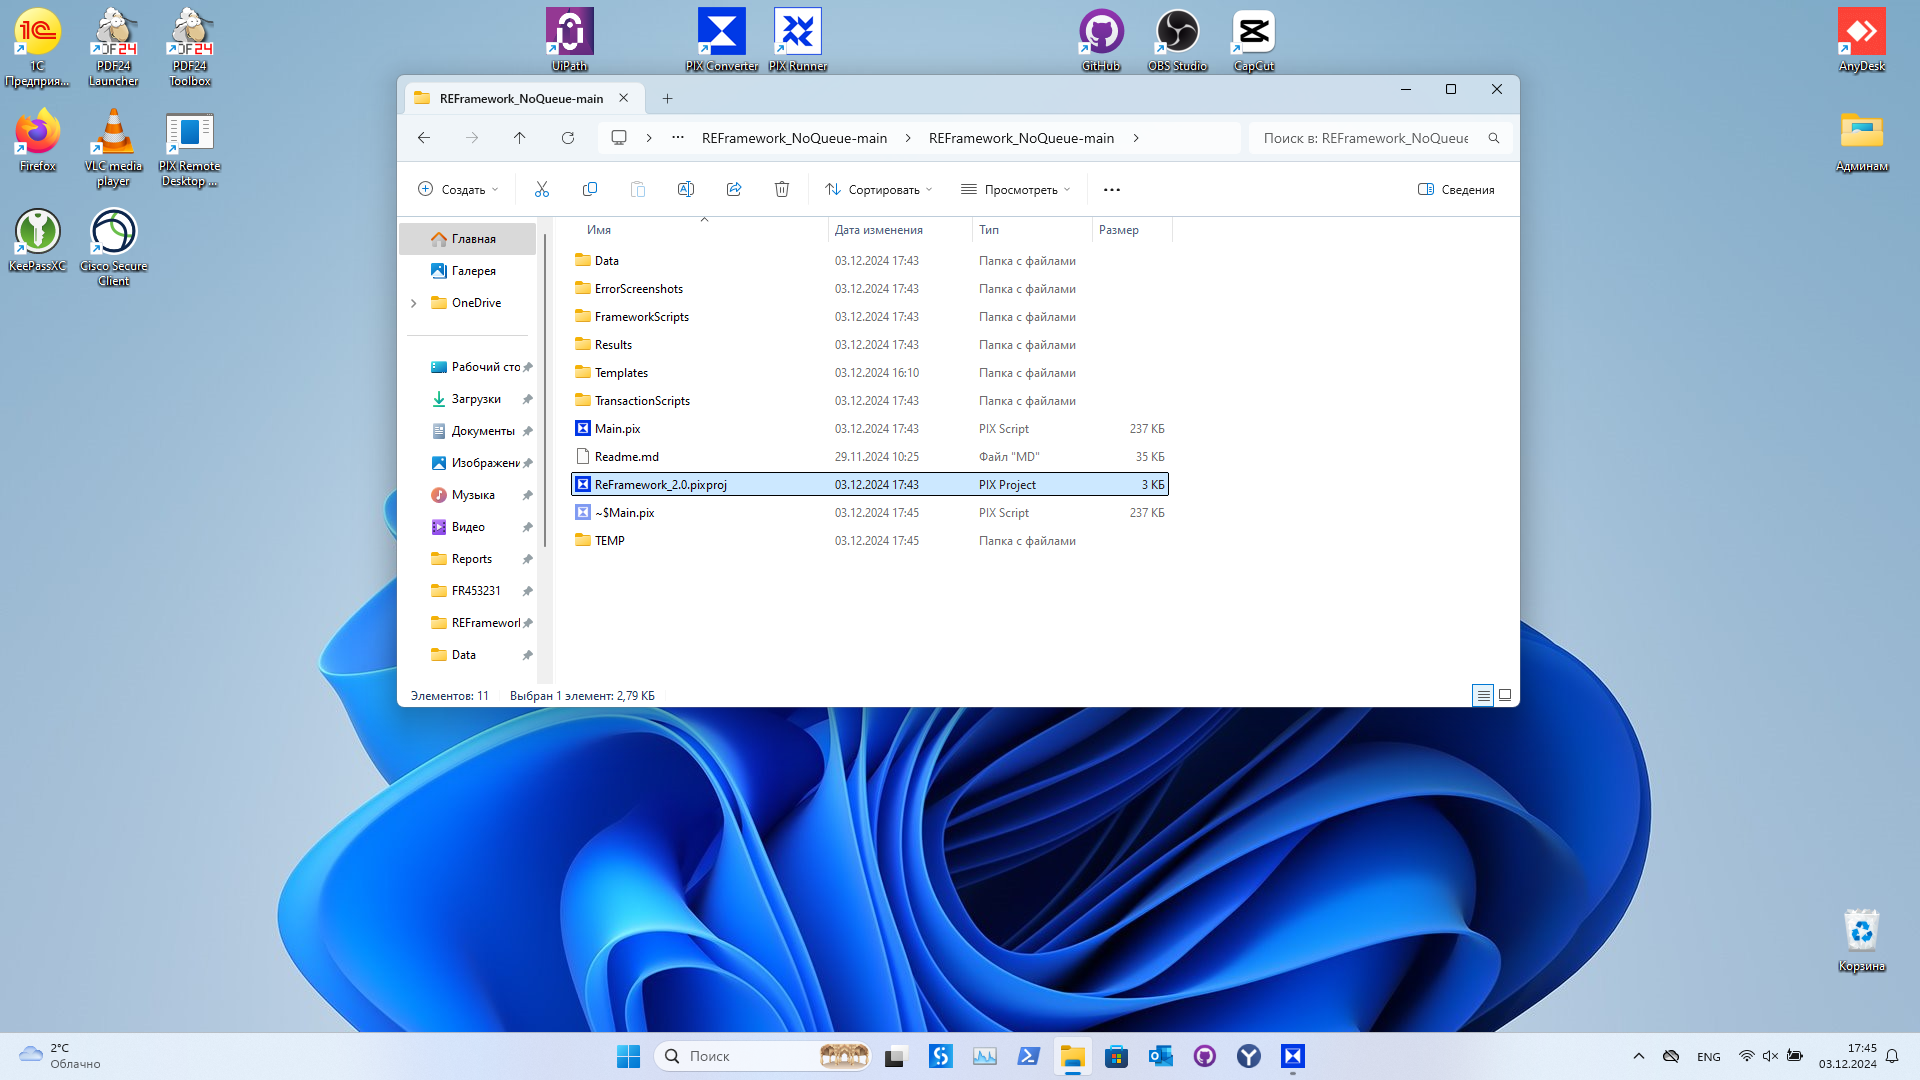 1С
Предприя...
PDF24
Launcher
PDF24
Toolbox
UiPath
PIX Converter
PIX Runner
GitHub
OBS Studio
CapCut
AnyDesk
Firefox
VLC media
player
PIX Remote
Desktop ...
Админам
KeePassXC
Cisco Secure
Client
Корзина
REFramework_NoQueue-main
REFramework_NoQueue-main
REFramework_NoQueue-main
Поиск в: REFramework_NoQueue
Создать
Сортировать
Просмотреть
Сведения
Главная
Галерея
OneDrive
Рабочий сто
Загрузки
Документы
Изображени
Музыка
Видео
Reports
FR453231
REFramework
Data
Имя Дата изменения Тип Размер
Data 03.12.2024 17:43 Папка с файлами
ErrorScreenshots 03.12.2024 17:43 Папка с файлами
FrameworkScripts 03.12.2024 17:43 Папка с файлами
Results 03.12.2024 17:43 Папка с файлами
Templates 03.12.2024 16:10 Папка с файлами
TransactionScripts 03.12.2024 17:43 Папка с файлами
Main.pix 03.12.2024 17:43 PIX Script 237 КБ
Readme.md 29.11.2024 10:25 Файл "MD" 35 КБ
ReFramework_2.0.pixproj 03.12.2024 17:43 PIX Project 3 КБ
~$Main.pix 03.12.2024 17:45 PIX Script 237 КБ
TEMP 03.12.2024 17:45 Папка с файлами
Элементов: 11 Выбран 1 элемент: 2,79 КБ
2°C
Облачно
Поиск
ENG
17:45
03.12.2024